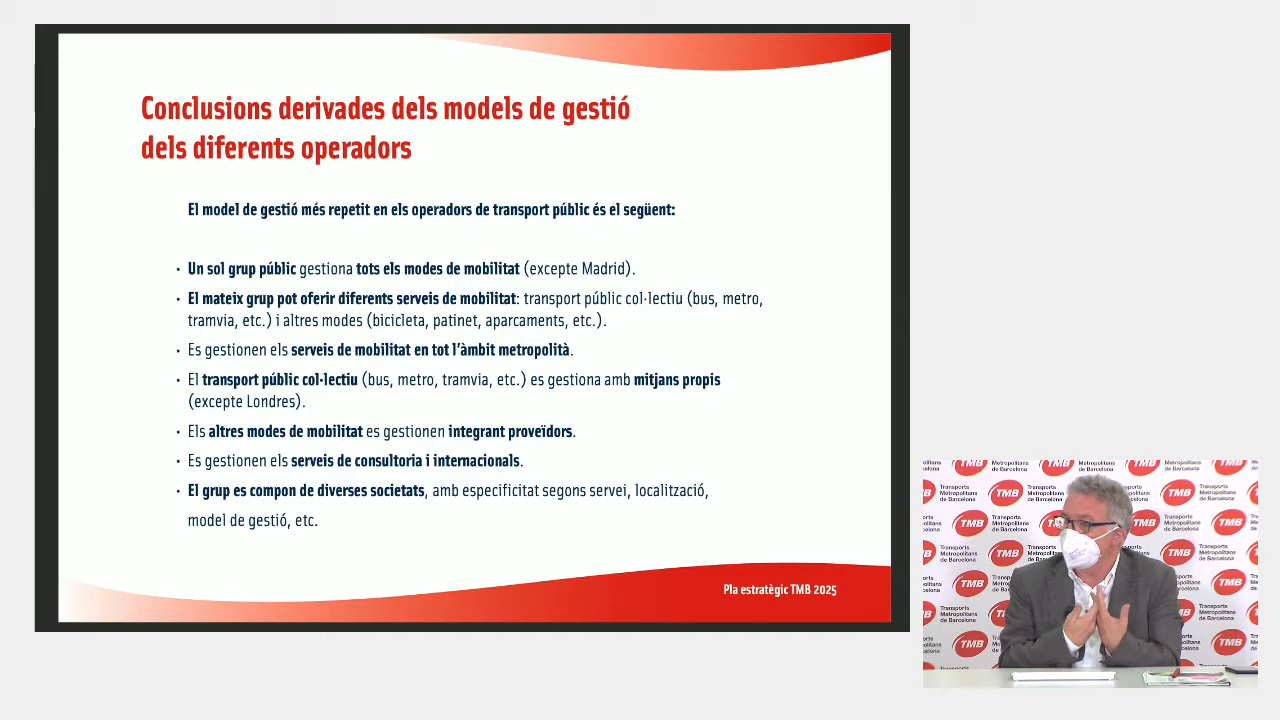 Conclusions derivades dels models de gestió
dels diferents operadors
El model de gestió més repetit en els operadors de transport públic és el següent:
• Un sol grup públic gestiona tots els modes de mobilitat (excepte Madrid).
• El mateix grup pot oferir diferents serveis de mobilitat: transport públic col·lectiu (bus, metro,
tramvia, etc.) i altres modes (bicicleta, patinet, aparcaments, etc.).
• Es gestionen els serveis de mobilitat en tot l'àmbit metropolità.
• El transport públic col·lectiu (bus, metro, tramvia, etc.) es gestiona amb mitjans propis
(excepte Londres).
• Els altres modes de mobilitat es gestionen integrant proveïdors.
• Es gestionen els serveis de consultoria i internacionals.
• El grup es compon de diverses societats, amb especificitat segons servei, localització,
model de gestió, etc.
Pla estratègic TMB 2025
TMB
Transports
Metropolitans
de Barcelona